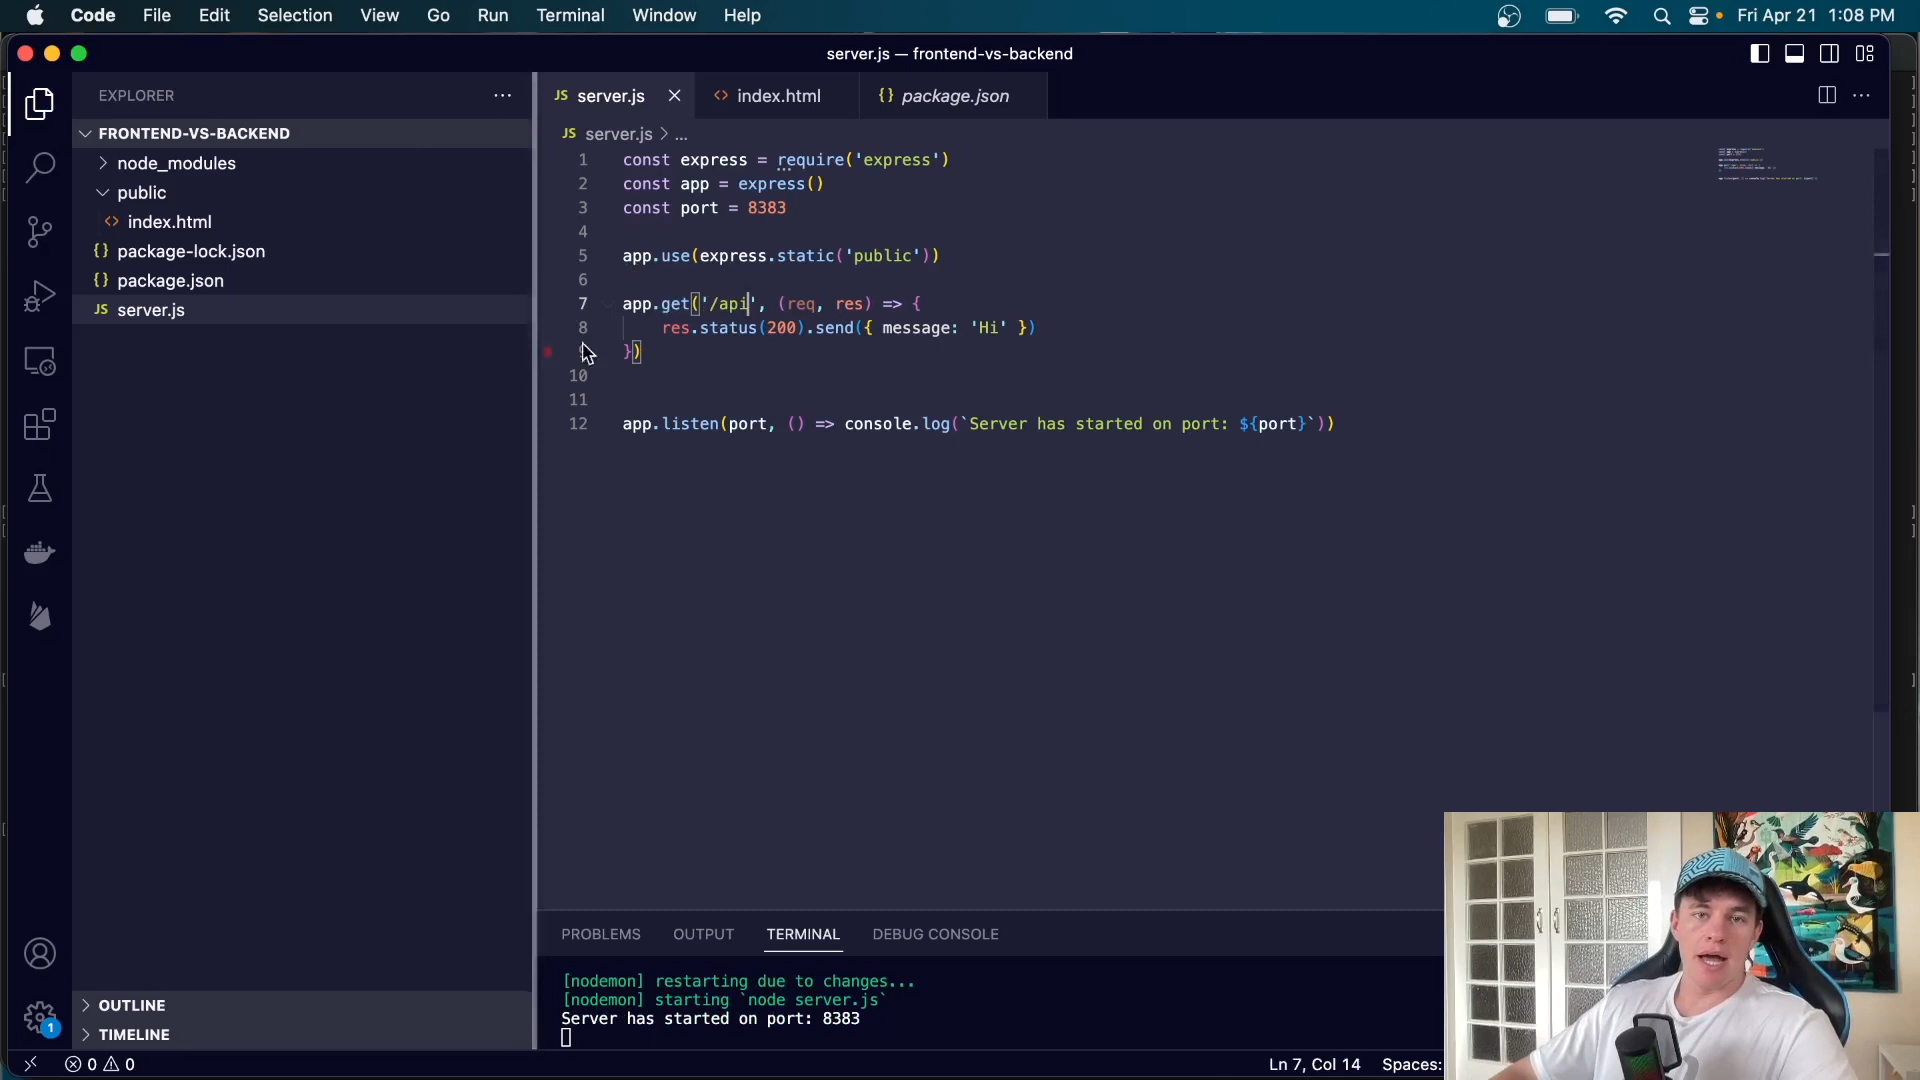 Code File Edit Selection View Go Run Terminal Window Help Fri Apr 21 1:08 PM
server.js — frontend-vs-backend
EXPLORER
FRONTEND-VS-BACKEND
node_modules
public
<> index.html
{} package-lock.json
{} package.json
JS server.js
OUTLINE
TIMELINE
1
JS server.js <> index.html {} package.json
JS server.js > ...
1 const express = require('express')
2 const app = express()
3 const port = 8383
4
5 app.use(express.static('public'))
6
7 app.get('/api', (req, res) => {
8 res.status(200).send({ message: 'Hi' })
})
10
11
12 app.listen(port, () => console.log(`Server has started on port: ${port}`))
PROBLEMS OUTPUT TERMINAL DEBUG CONSOLE
[nodemon] restarting due to changes...
[nodemon] starting `node server.js`
Server has started on port: 8383
0 0 Ln 7, Col 14 Spaces: